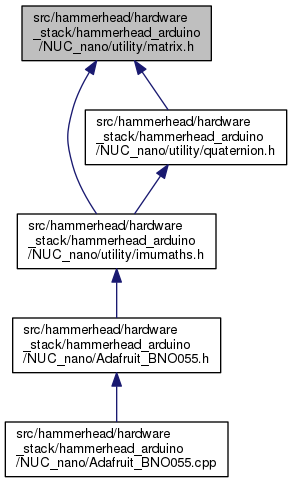 src/hammerhead/hardware
_stack/hammerhead_arduino
/NUC_nano/utility/matrix.h
src/hammerhead/hardware
_stack/hammerhead_arduino
/NUC_nano/utility/quaternion.h
src/hammerhead/hardware
_stack/hammerhead_arduino
/NUC_nano/utility/imumaths.h
src/hammerhead/hardware
_stack/hammerhead_arduino
/NUC_nano/Adafruit_BNO055.h
src/hammerhead/hardware
_stack/hammerhead_arduino
/NUC_nano/Adafruit_BNO055.cpp